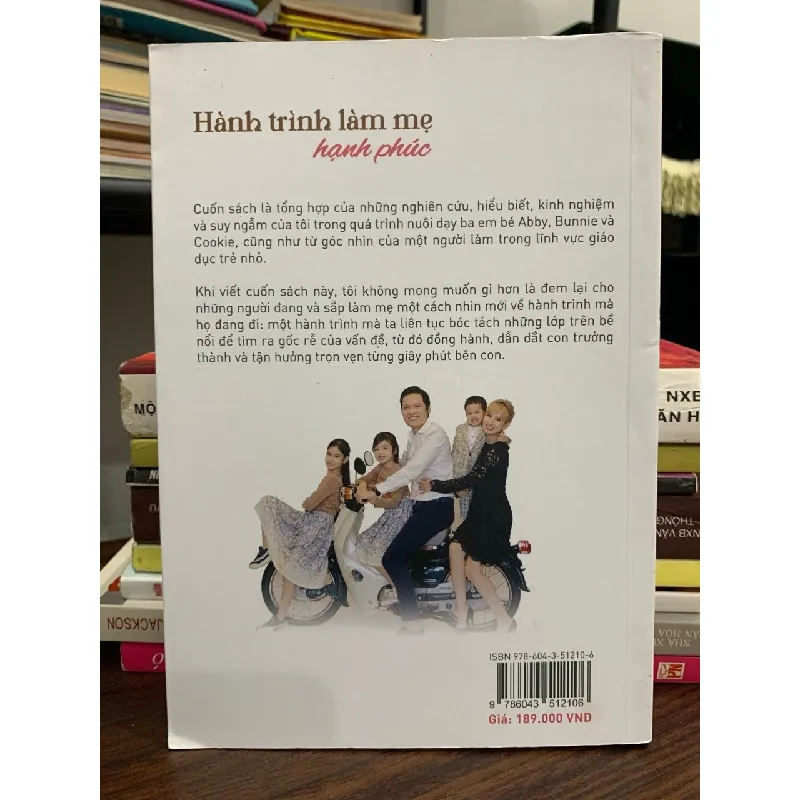 Hành trình làm mẹ
hạnh phúc
Cuốn sách là tổng hợp của những nghiên cứu, hiểu biết, kinh nghiệm
và suy ngẫm của tôi trong quá trình nuôi dạy ba em bé Abby, Bunnie và
Cookie, cũng như từ góc nhìn của một người làm trong lĩnh vực giáo
dục trẻ nhỏ.
Khi viết cuốn sách này, tôi không mong muốn gì hơn là đem lại cho
những người đang và sắp làm mẹ một cách nhìn mới về hành trình mà
họ đang đi: một hành trình mà ta liên tục bóc tách những lớp trên bề
nổi để tìm ra gốc rễ của vấn đề, từ đó đồng hành, dẫn dắt con trưởng
thành và tận hưởng trọn vẹn từng giây phút bên con.
ISBN 978-604-3-51210-6
9 786043 512106
Giá: 189.000 VND
MỘ
JACKSON
NXB
ĂN H
NXB VĂN
THÔNG
NHÀ X